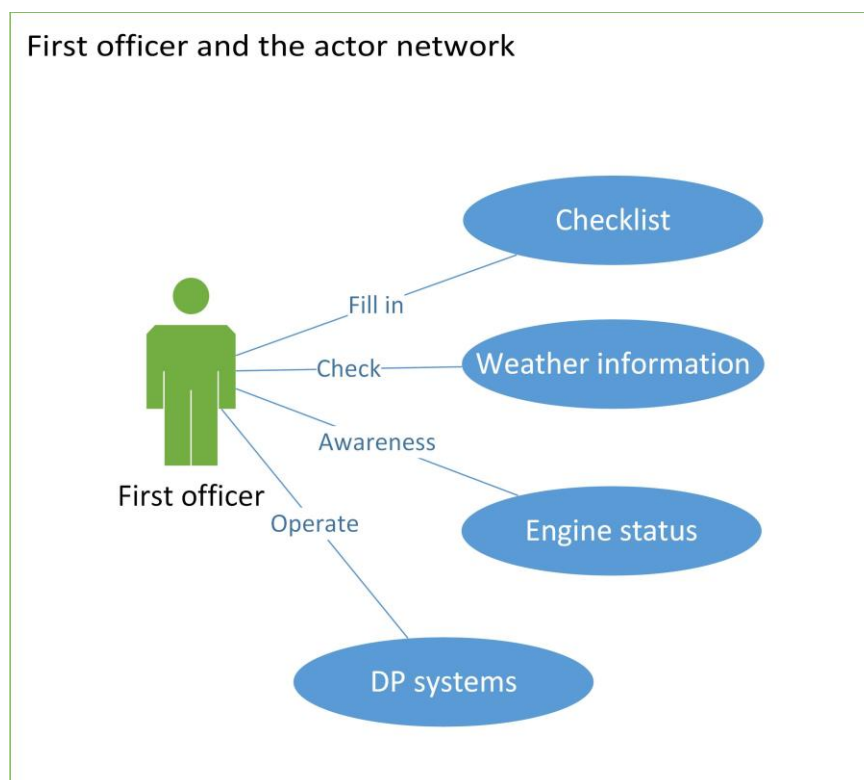 First officer and the actor network
Checklist
Fill in
Check
Weather information
Awareness
First officer
Operate
Engine status
DP systems